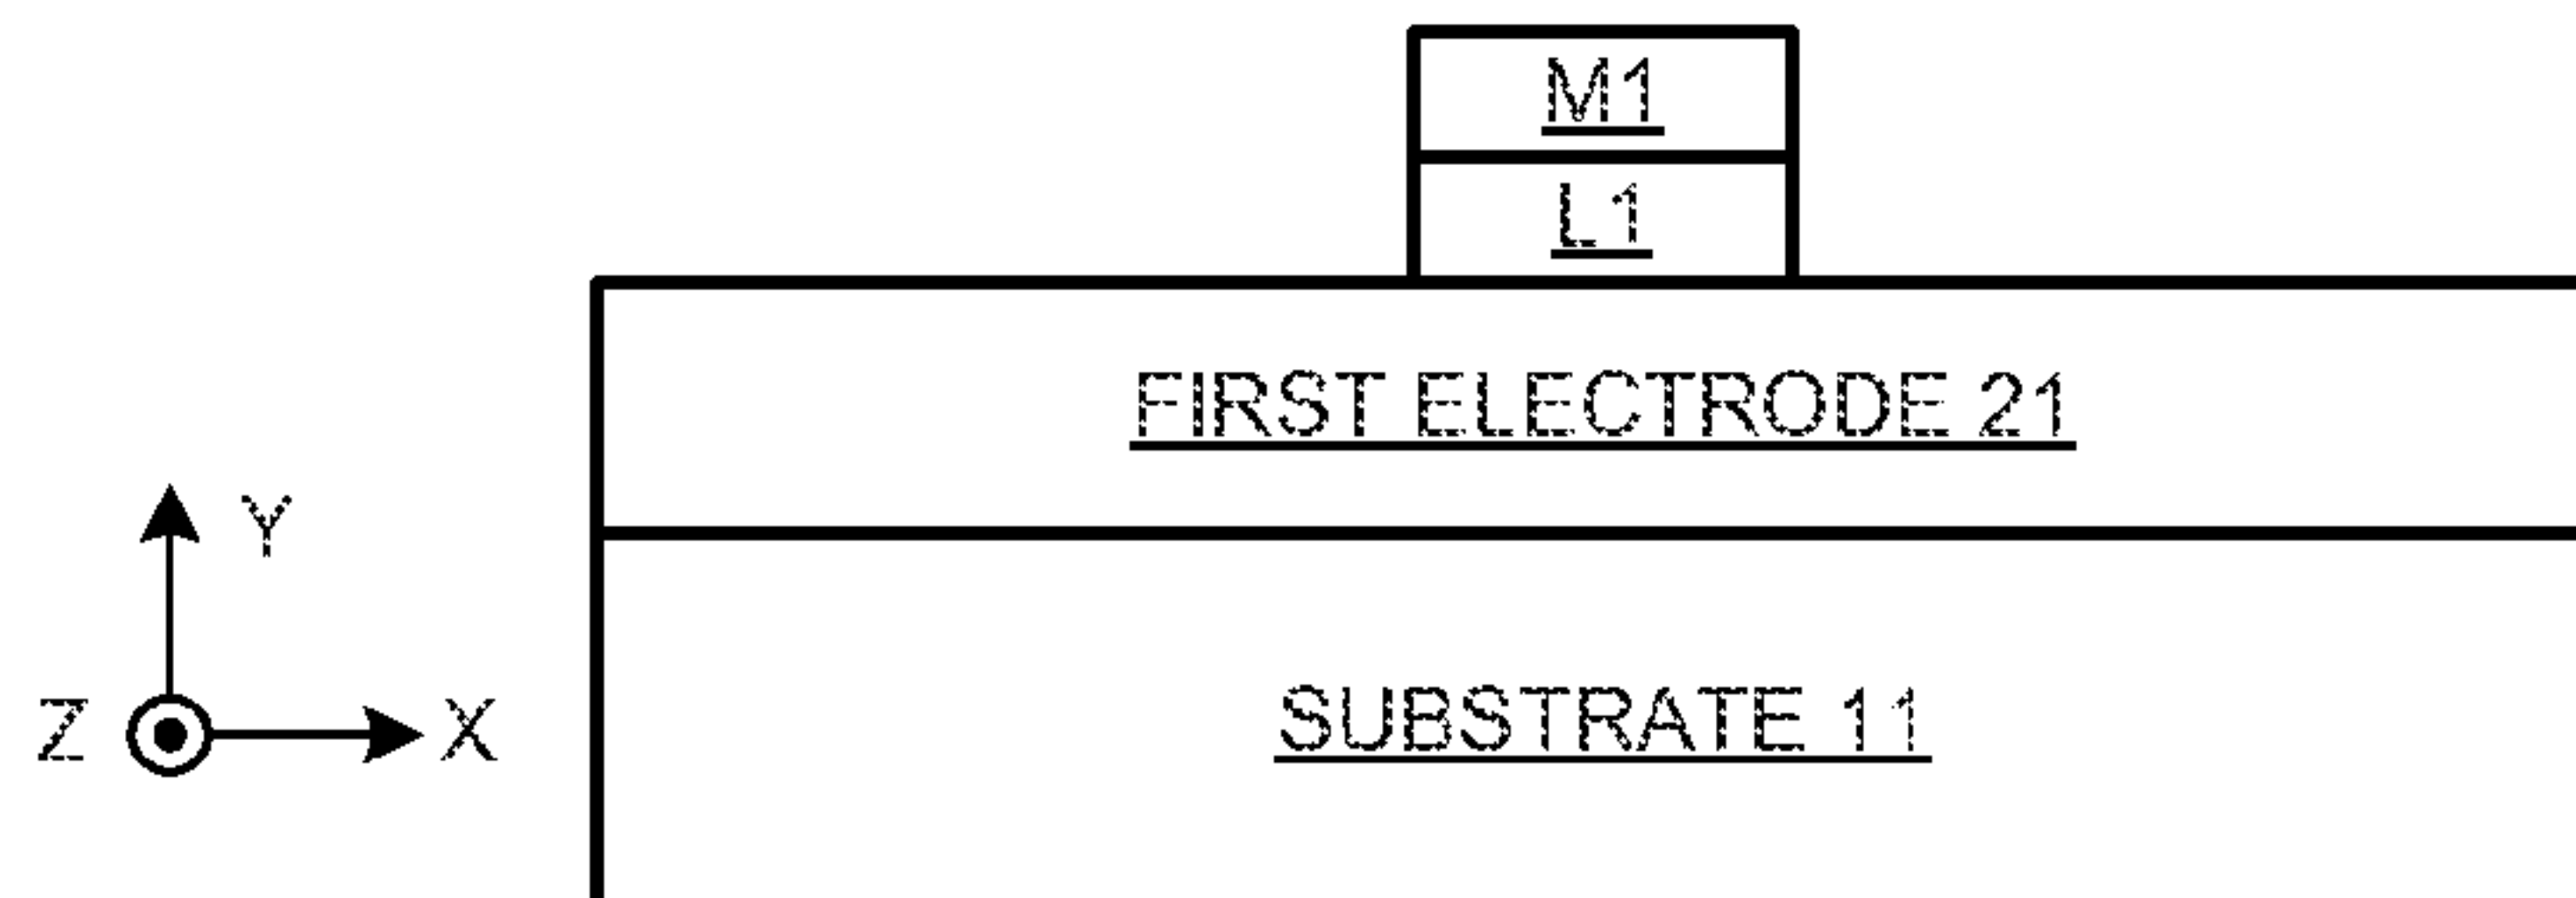 M1
L1
FIRST ELECTRODE 21
Y
Z X
SUBSTRATE 11